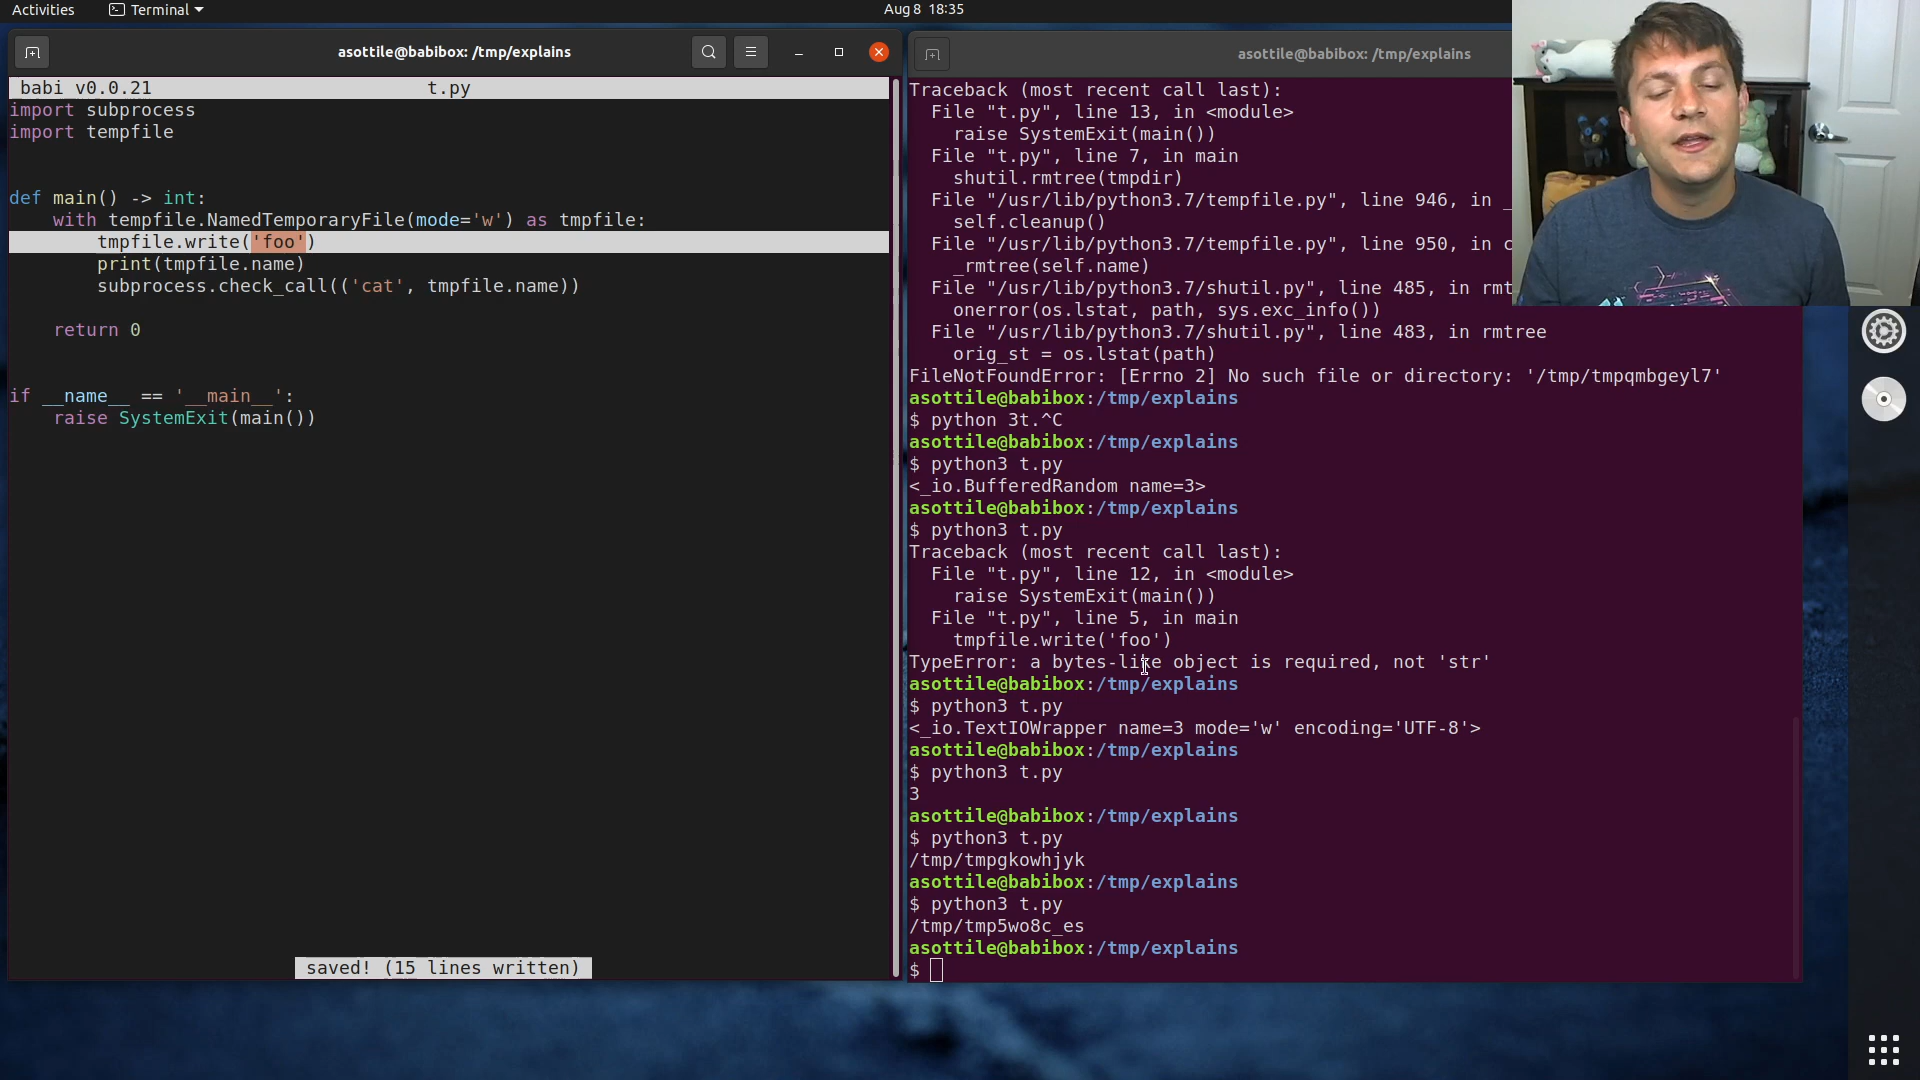 Activities
Terminal
Aug 8 18:35
asottile@babibox: /tmp/explains
babi v0.0.21 t.py
import subprocess
import tempfile
def main() -> int:
    with tempfile.NamedTemporaryFile(mode='w') as tmpfile:
        tmpfile.write('foo')
        print(tmpfile.name)
        subprocess.check_call(('cat', tmpfile.name))
    return 0
if __name__ == '__main__':
    raise SystemExit(main())
saved! (15 lines written)
asottile@babibox: /tmp/explains
Traceback (most recent call last):
  File "t.py", line 13, in <module>
    raise SystemExit(main())
  File "t.py", line 7, in main
    shutil.rmtree(tmpdir)
  File "/usr/lib/python3.7/tempfile.py", line 946, in _
    self.cleanup()
  File "/usr/lib/python3.7/tempfile.py", line 950, in c
    _rmtree(self.name)
  File "/usr/lib/python3.7/shutil.py", line 485, in rmt
    onerror(os.lstat, path, sys.exc_info())
  File "/usr/lib/python3.7/shutil.py", line 483, in rmtree
    orig_st = os.lstat(path)
FileNotFoundError: [Errno 2] No such file or directory: '/tmp/tmpqmbgeyl7'
asottile@babibox:/tmp/explains
$ python 3t.^C
asottile@babibox:/tmp/explains
$ python3 t.py
<_io.BufferedRandom name=3>
asottile@babibox:/tmp/explains
$ python3 t.py
Traceback (most recent call last):
  File "t.py", line 12, in <module>
    raise SystemExit(main())
  File "t.py", line 5, in main
    tmpfile.write('foo')
TypeError: a bytes-like object is required, not 'str'
asottile@babibox:/tmp/explains
$ python3 t.py
<_io.TextIOWrapper name=3 mode='w' encoding='UTF-8'>
asottile@babibox:/tmp/explains
$ python3 t.py
3
asottile@babibox:/tmp/explains
$ python3 t.py
/tmp/tmpgkowhjyk
asottile@babibox:/tmp/explains
$ python3 t.py
/tmp/tmp5wo8c_es
asottile@babibox:/tmp/explains
$